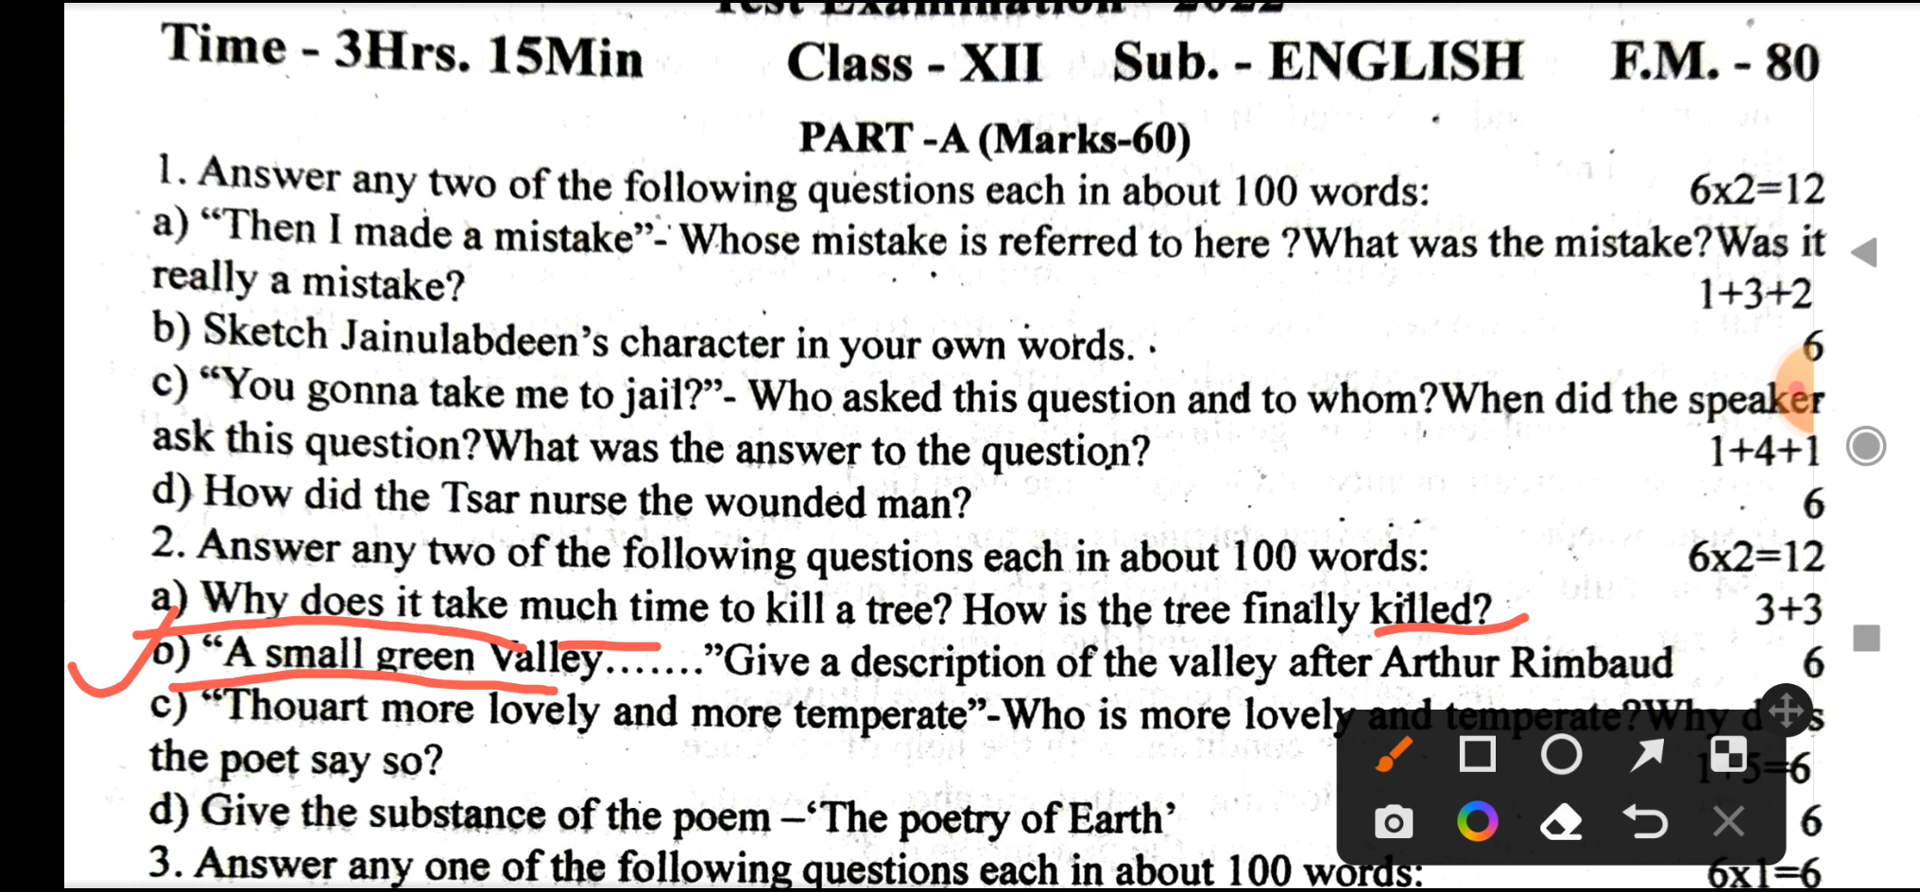 Test Examination - 2022
Time - 3Hrs. 15Min Class - XII Sub. - ENGLISH F.M. - 80
PART -A (Marks-60)
1. Answer any two of the following questions each in about 100 words: 6x2=12
a) “Then I made a mistake”- Whose mistake is referred to here ?What was the mistake?Was it
really a mistake? 1+3+2
b) Sketch Jainulabdeen’s character in your own words. 6
c) “You gonna take me to jail?”- Who asked this question and to whom?When did the speaker
ask this question?What was the answer to the question? 1+4+1
d) How did the Tsar nurse the wounded man? 6
2. Answer any two of the following questions each in about 100 words: 6x2=12
a) Why does it take much time to kill a tree? How is the tree finally killed? 3+3
b) “A small green Valley.......”Give a description of the valley after Arthur Rimbaud 6
c) “Thouart more lovely and more temperate”-Who is more lovely and temperate?Why
the poet say so? 1+5=6
d) Give the substance of the poem –‘The poetry of Earth’ 6
3. Answer any one of the following questions each in about 100 words: 6x1=6